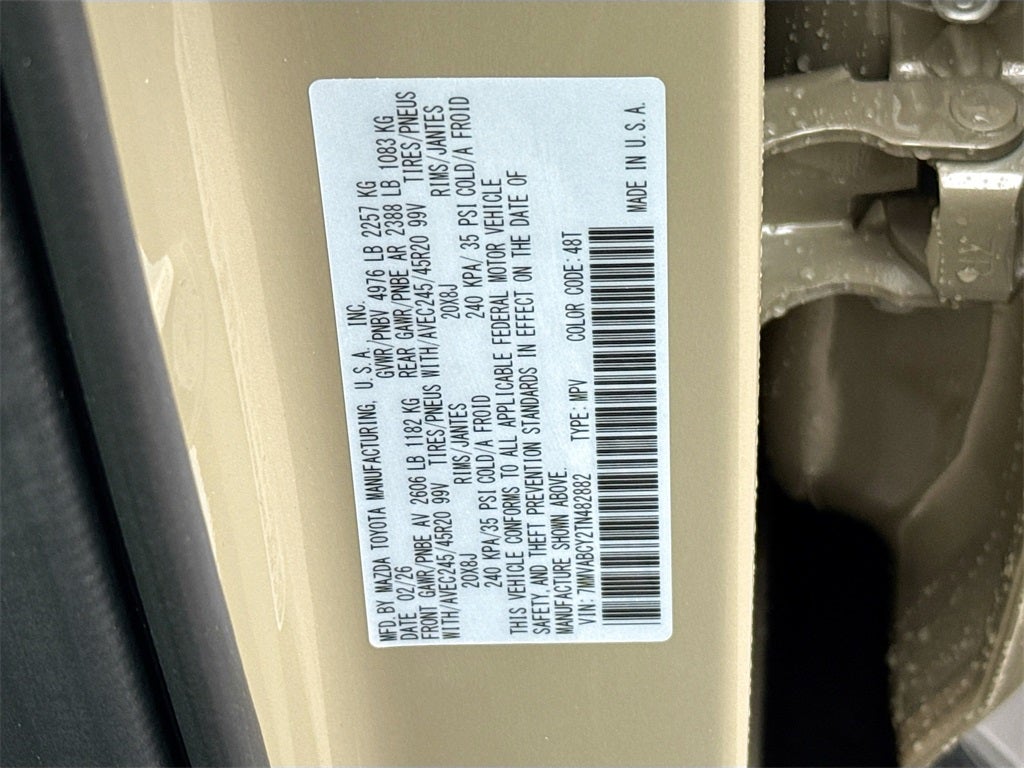 MFD. BY MAZDA TOYOTA MANUFACTURING, U. S. A. INC.
DATE 02/26 GVWR/PNBV 4976 LB 2257 KG
FRONT GAWR/PNBE AV 2606 LB 1182 KG REAR GAWR/PNBE AR 2388 LB 1083 KG
WITH/AVEC245/45R20 99V TIRES/PNEUS WITH/AVEC245/45R20 99V TIRES/PNEUS
20X8J RIMS/JANTES 20X8J RIMS/JANTES
240 KPA/35 PSI COLD/A FROID 240 KPA/ 35 PSI COLD/A FROID
THIS VEHICLE CONFORMS TO ALL APPLICABLE FEDERAL MOTOR VEHICLE
SAFETY, AND THEFT PREVENTION STANDARDS IN EFFECT ON THE DATE OF
MANUFACTURE SHOWN ABOVE.
VIN: 7MMVABCY2TN482882 TYPE: MPV COLOR CODE: 48T
MADE IN U. S. A.